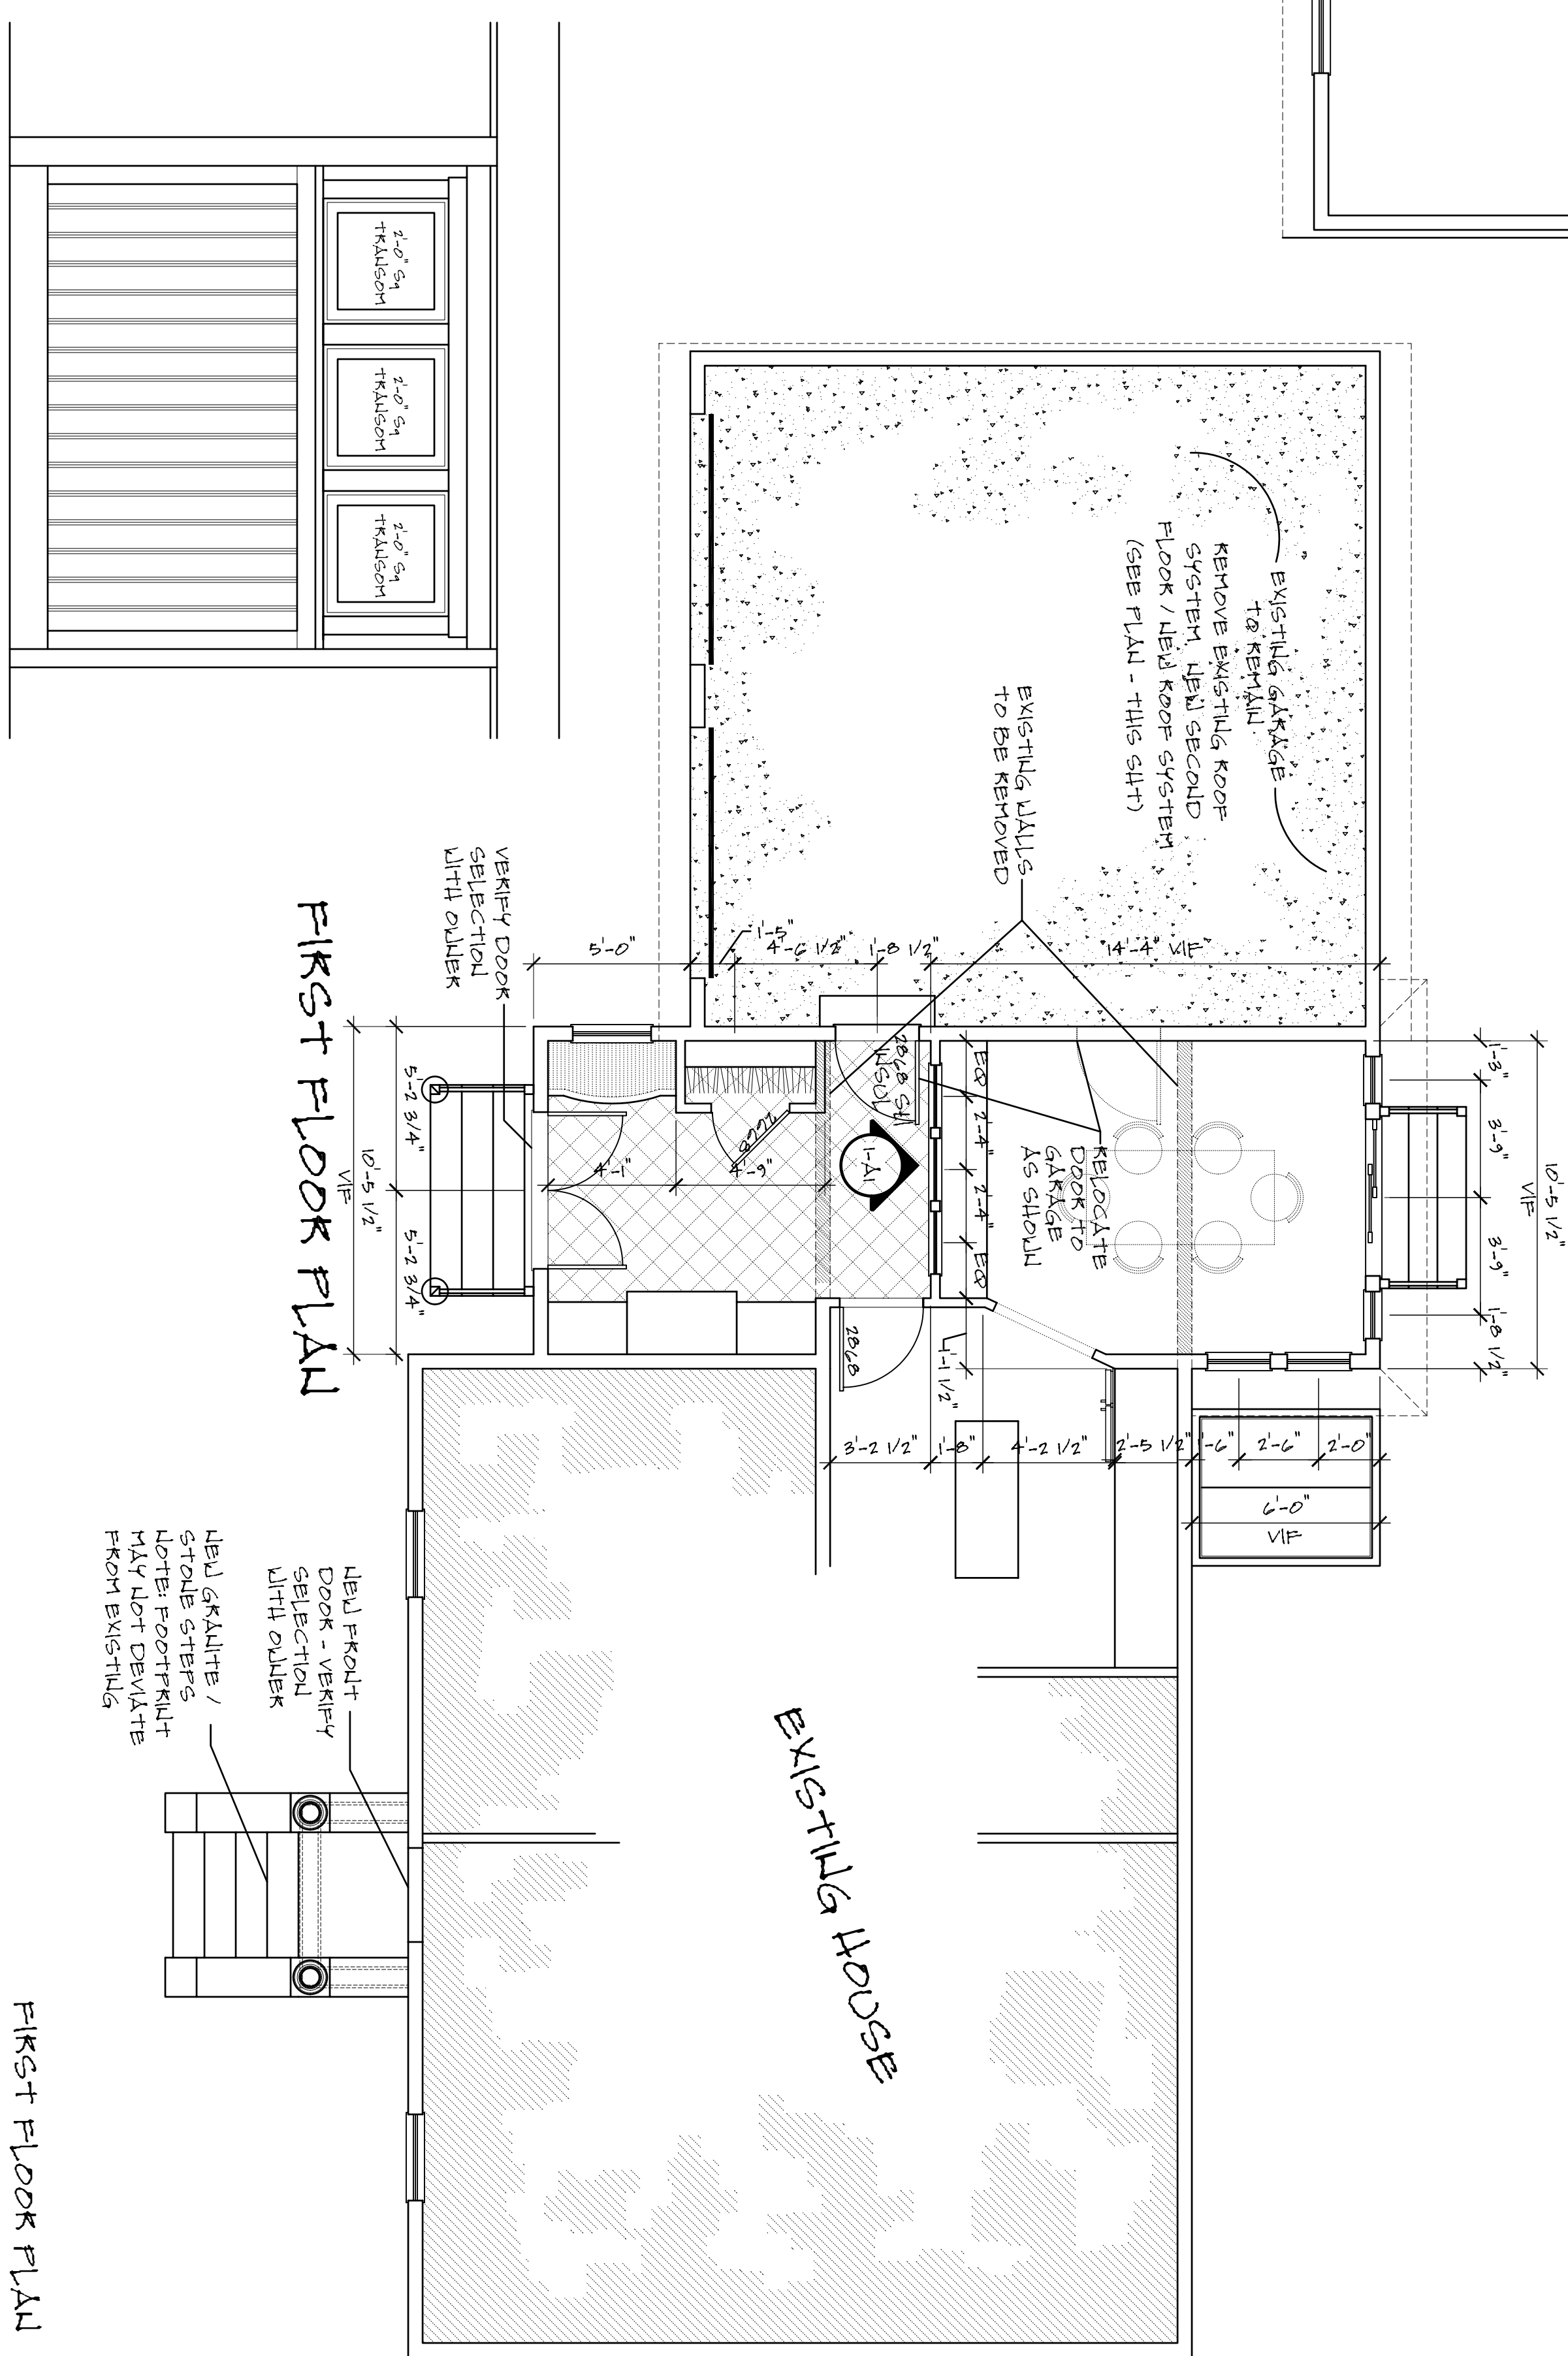 2'-0" Sq
TRANSOM
2'-0" Sq
TRANSOM
2'-0" Sq
TRANSOM
EXISTING GARAGE
TO REMAIN.
REMOVE EXISTING ROOF
SYSTEM. NEW SECOND
FLOOR / NEW ROOF SYSTEM
(SEE PLAN - THIS SHT)
EXISTING WALLS
TO BE REMOVED
5'-0"
1'-5"
4'-6 1/2"
1'-8 1/2"
14'-4" VIF
VERIFY DOOR
SELECTION
WITH OWNER
FIRST FLOOR PLAN
1'-3"
3'-9"
3'-9"
1'-8 1/2"
10'-5 1/2"
VIF
EQ
2'-4"
2'-4"
EQ
2868 SH
INSUL
2268
4'-1"
4'-9"
1-A1
RELOCATE
DOOR TO
GARAGE
AS SHOWN
5'-2 3/4"
5'-2 3/4"
10'-5 1/2"
VIF
2868
4'-1 1/2"
3'-2 1/2"
1'-8"
4'-2 1/2"
2'-5 1/2"
1'-6"
2'-6"
2'-0"
6'-0"
VIF
NEW FRONT
DOOR - VERIFY
SELECTION
WITH OWNER
NEW GRANITE /
STONE STEPS
NOTE: FOOTPRINT
MAY NOT DEVIATE
FROM EXISTING
EXISTING HOUSE
FIRST FLOOR PLAN